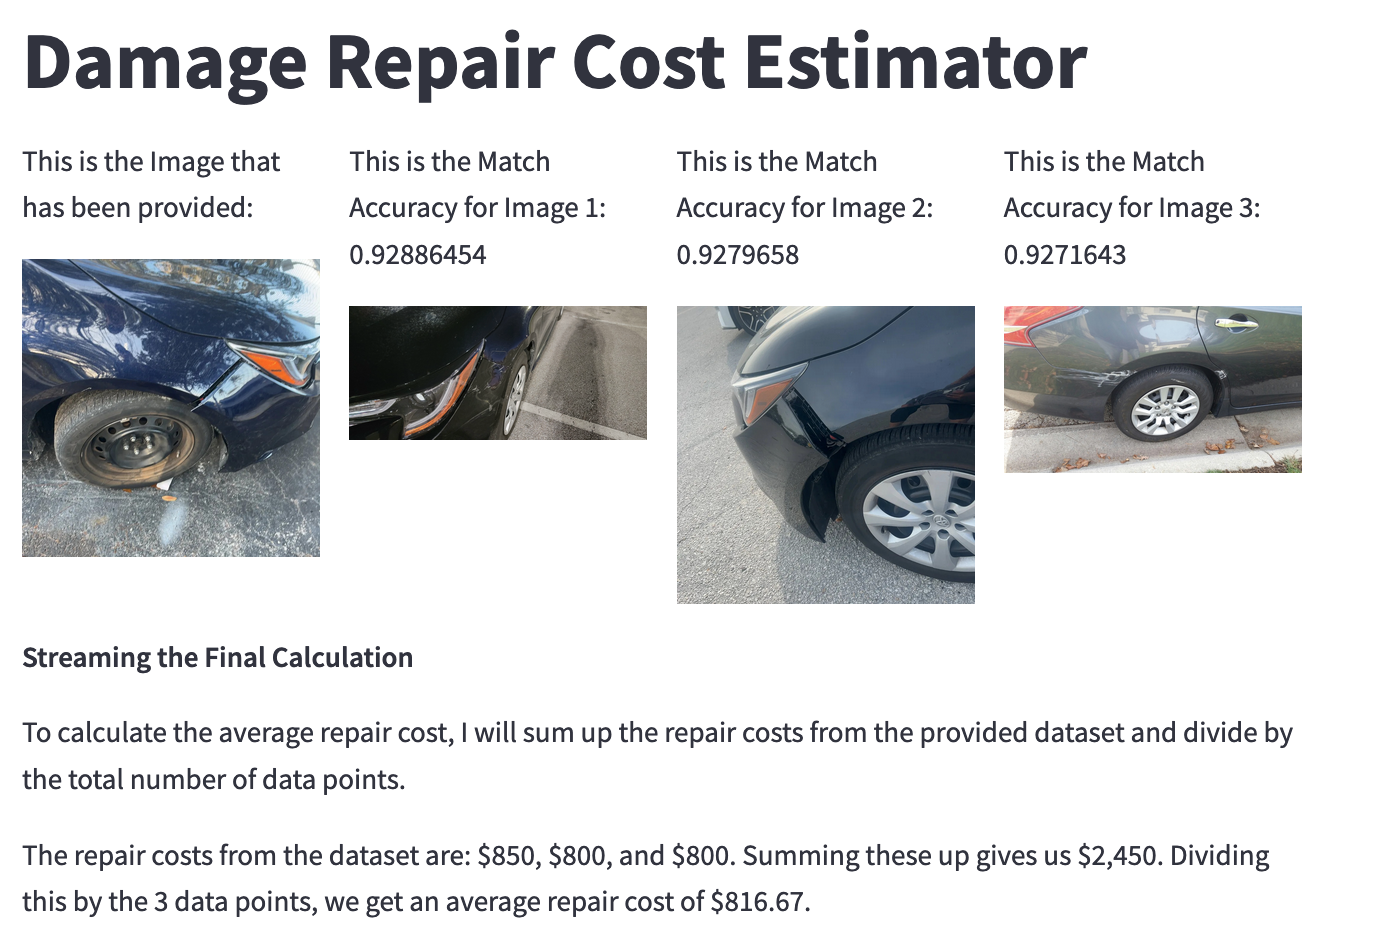 Damage Repair Cost Estimator
This is the Image that
has been provided:
This is the Match
Accuracy for Image 1:
0.92886454
This is the Match
Accuracy for Image 2:
0.9279658
This is the Match
Accuracy for Image 3:
0.9271643
Streaming the Final Calculation
To calculate the average repair cost, I will sum up the repair costs from the provided dataset and divide by
the total number of data points.
The repair costs from the dataset are: $850, $800, and $800. Summing these up gives us $2,450. Dividing
this by the 3 data points, we get an average repair cost of $816.67.